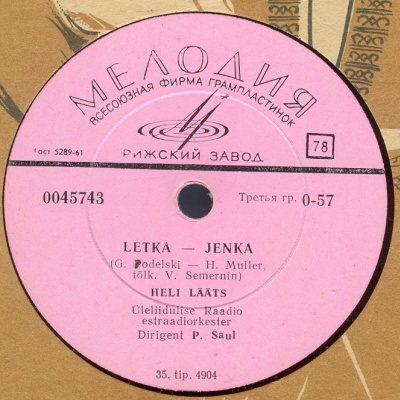 МЕЛОДИЯ
ВСЕСОЮЗНАЯ ФИРМА ГРАМПЛАСТИНОК
Гост 5289-61
РИЖСКИЙ ЗАВОД
78
0045743
Третья гр. 0-57
LETKA — JENKA
(G. Podelski — H. Muller,
tõlk. V. Semernin)
HELI LÄÄTS
Üleliidulise Raadio
estraadiorkester
Dirigent P. Saul
35, tip. 4904